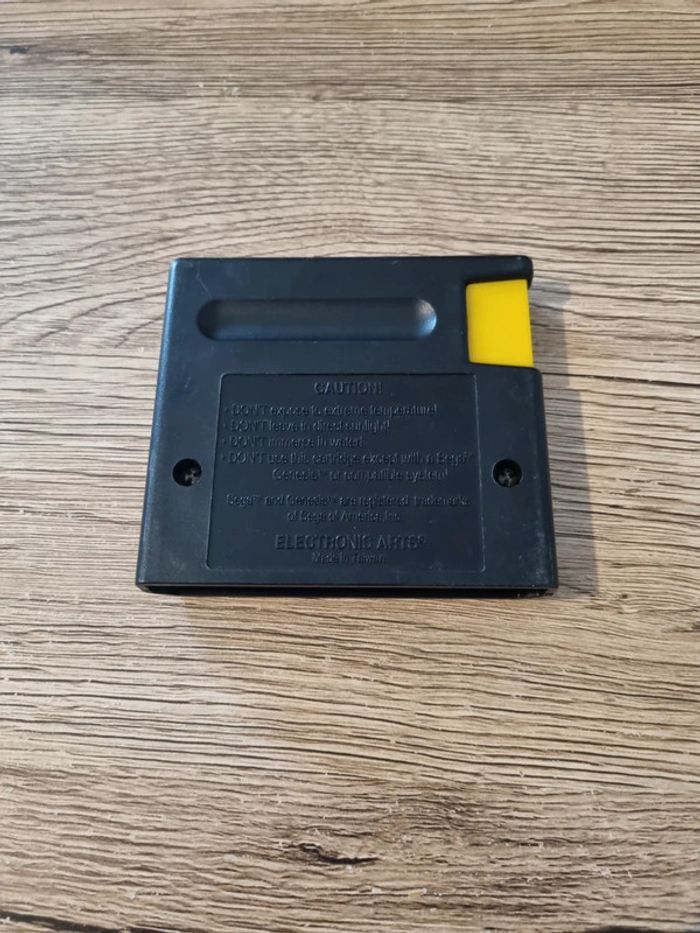 CAUTION!
• DON'T expose to extreme temperature!
• DON'T leave in direct sunlight!
• DON'T immerse in water!
• DON'T use this cartridge except with a Sega™
Genesis™ or compatible system!
Sega™ and Genesis™ are registered trademarks
of Sega of America, Inc.
ELECTRONIC ARTS®
Made in Taiwan